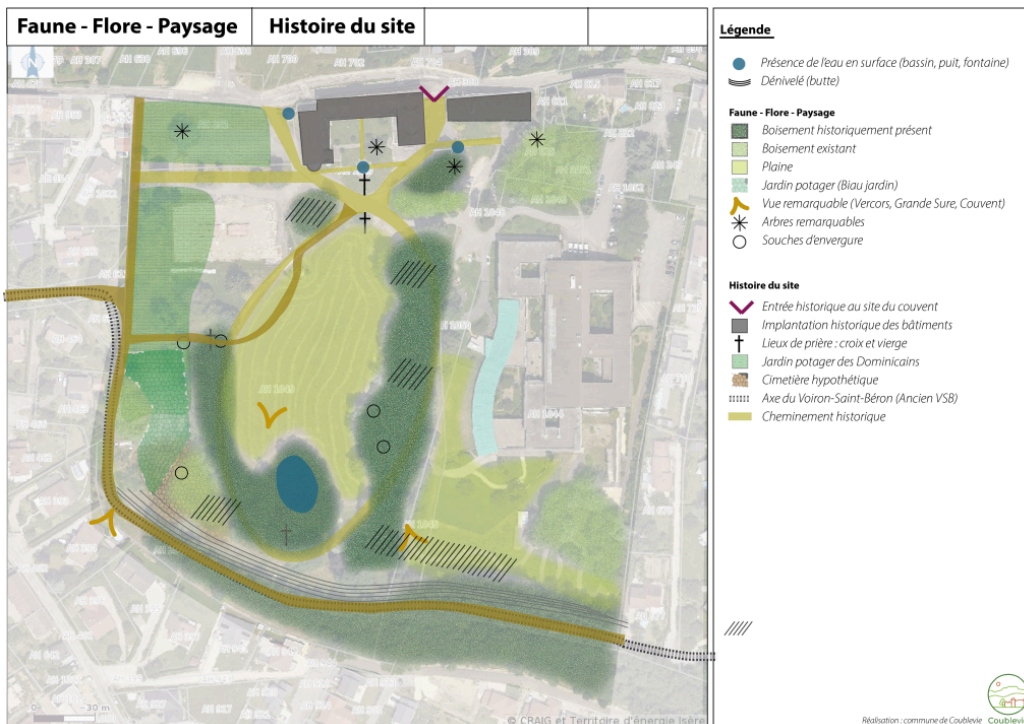 Faune - Flore - Paysage
Histoire du site
Légende
Présence de l'eau en surface (bassin, puit, fontaine)
Dénivelé (butte)
Faune - Flore - Paysage
Boisement historiquement présent
Boisement existant
Plaine
Jardin potager (Biau jardin)
Vue remarquable (Vercors, Grande Sure, Couvent)
Arbres remarquables
Souches d'envergure
Histoire du site
Entrée historique au site du couvent
Implantation historique des bâtiments
Lieux de prière : croix et vierge
Jardin potager des Dominicains
Cimetière hypothétique
Axe du Voiron-Saint-Béron (Ancien VSB)
Cheminement historique
AH 1044
30 m
© CRAIG et Territoire d'énergie Isère
Réalisation : commune de Coublevie